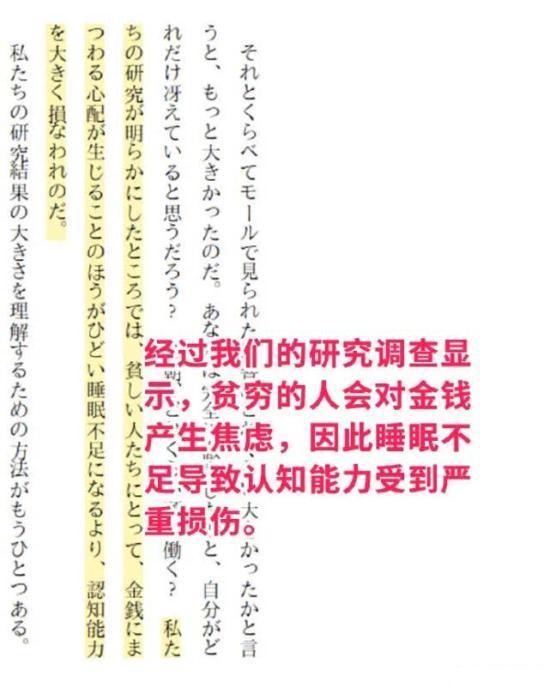 それとくらべてモールで見られた
大
かったかと言
うと、もっと大きかったのだ。あな
と、自分がど
れだけ冴えていると思うだろう？
働く？　私た
ちの研究が明らかにしたところでは、貧しい人たちにとって、金銭にま
つわる心配が生じることのほうがひどい睡眠不足になるより、認知能力
を大きく損なわれのだ。
私たちの研究結果の大きさを理解するための方法がもうひとつある。
经过我们的研究调查显
示，贫穷的人会对金钱
产生焦虑，因此睡眠不
足导致认知能力受到严
重损伤。